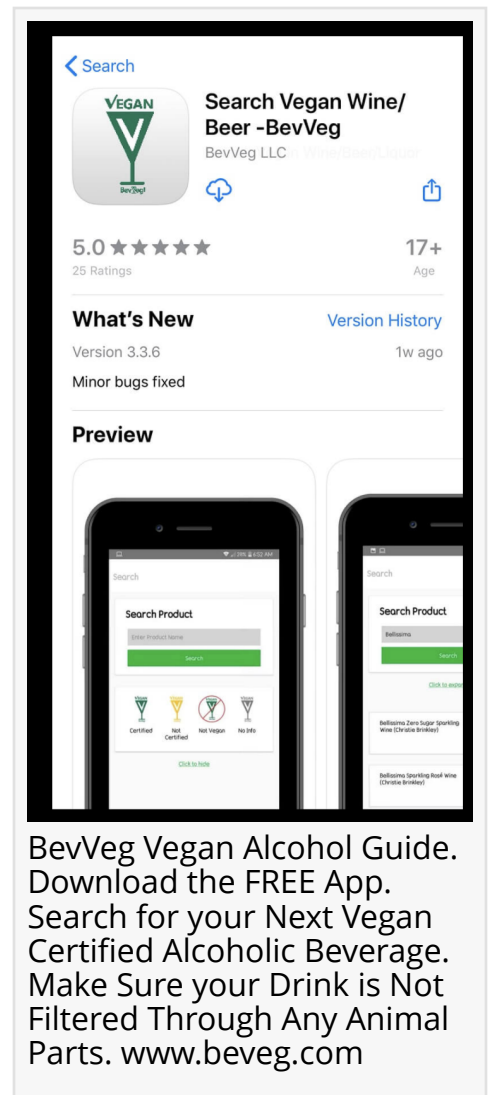 Search
VEGAN
BevVeg!
Search Vegan Wine/
Beer -BevVeg
BevVeg LLC
5.0 ★★★★★
17+
25 Ratings
Age
What's New
Version History
Version 3.3.6
1w ago
Minor bugs fixed
Preview
Search
Search Product
Enter Product Name
Search
VEGAN
VEGAN
VEGAN
VEGAN
Certified
Not
Certified
Not Vegan
No Info
Click to hide
Search
Search Product
Bellissima
Search
Bellissima Zero Sugar Sparkling
Wine (Christie Brinkley)
Bellissima Sparkling Rosé Wine
(Christie Brinkley)
BevVeg Vegan Alcohol Guide.
Download the FREE App.
Search for your Next Vegan
Certified Alcoholic Beverage.
Make Sure your Drink is Not
Filtered Through Any Animal
Parts. www.beveg.com